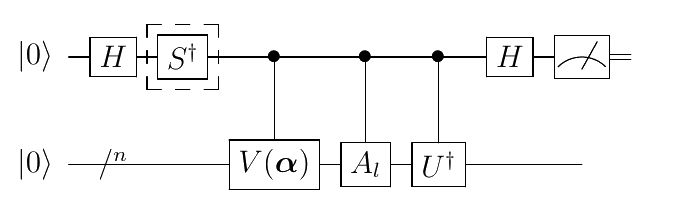 |0⟩ H S† H
|0⟩ /n V(α) A_l U†